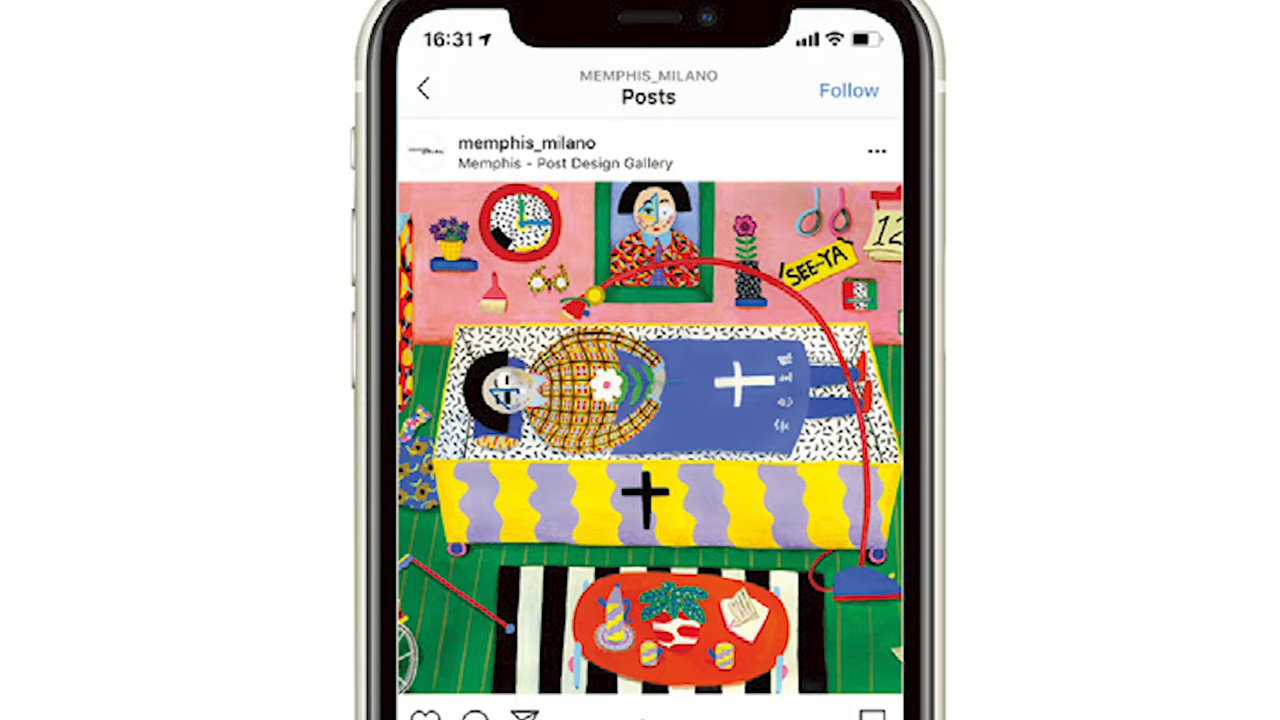 16:31
MEMPHIS_MILANO
Posts
Follow
memphis_milano
Memphis - Post Design Gallery
SEE-YA
12